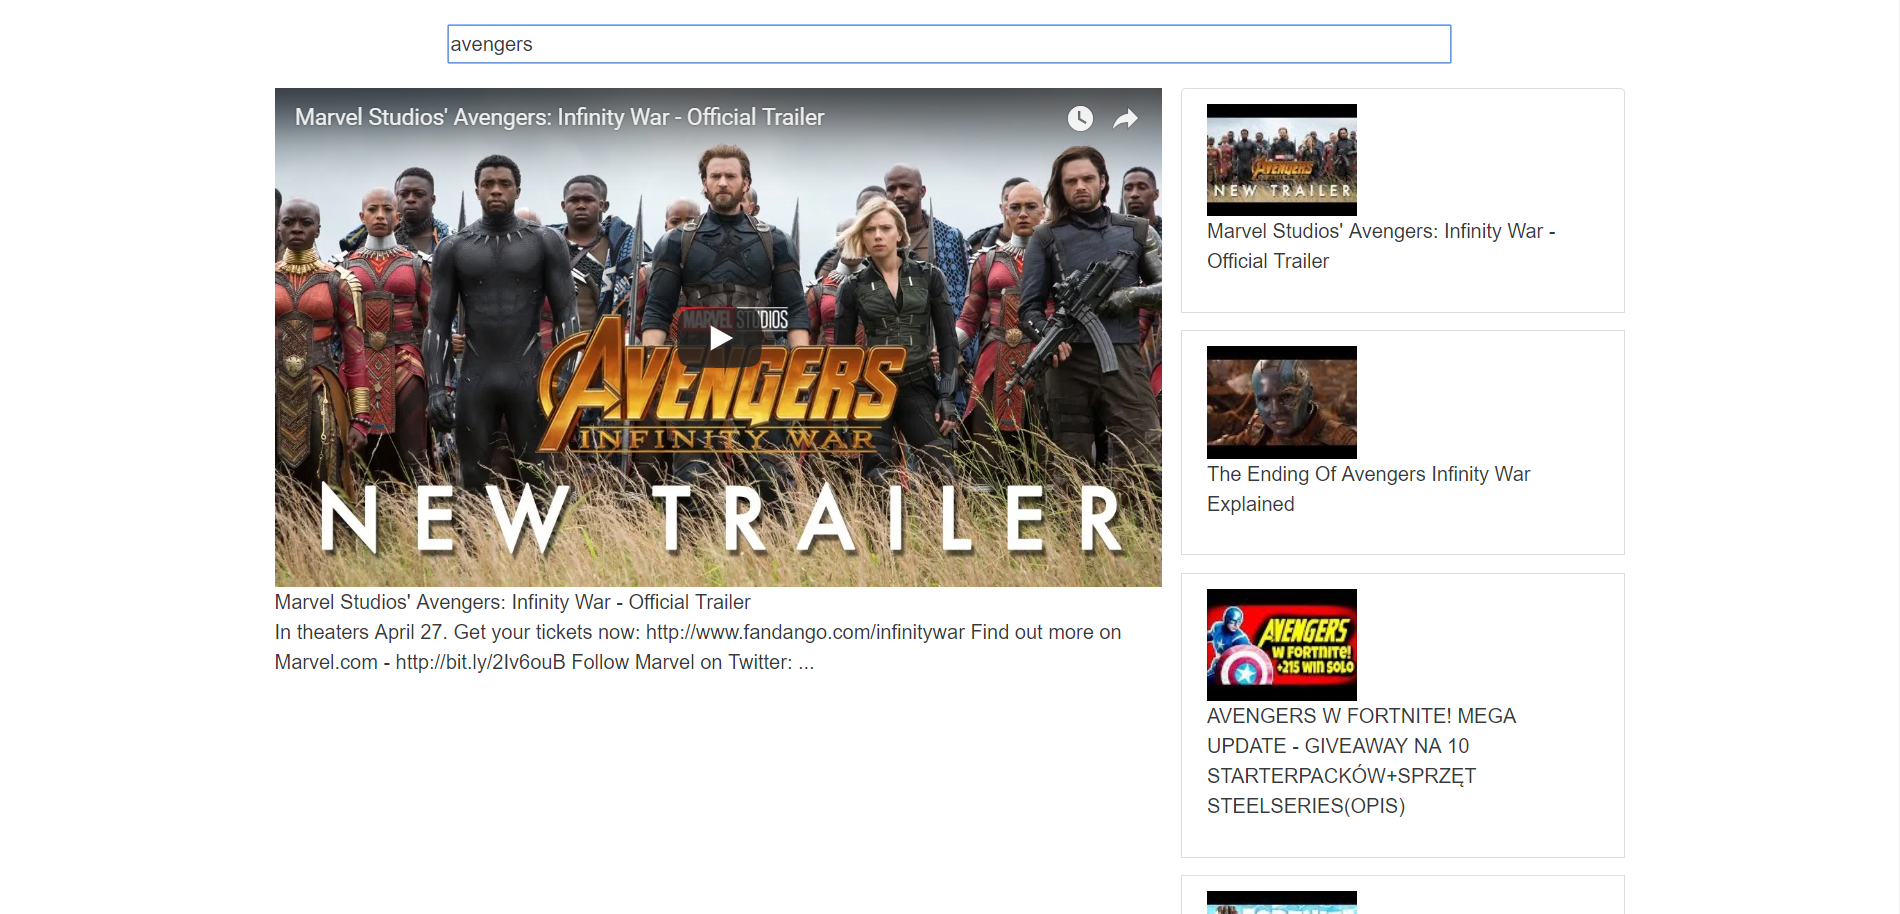 avengers
Marvel Studios' Avengers: Infinity War - Official Trailer
MARVEL STUDIOS
AVENGERS
INFINITY WAR
NEW TRAILER
Marvel Studios' Avengers: Infinity War - Official Trailer
In theaters April 27. Get your tickets now: http://www.fandango.com/infinitywar Find out more on
Marvel.com - http://bit.ly/2Iv6ouB Follow Marvel on Twitter: ...
AVENGERS
INFINITY WAR
NEW TRAILER
Marvel Studios' Avengers: Infinity War -
Official Trailer
The Ending Of Avengers Infinity War
Explained
AVENGERS
W FORTNITE!
+215 WIN SOLO
AVENGERS W FORTNITE! MEGA
UPDATE - GIVEAWAY NA 10
STARTERPACKÓW+SPRZĘT
STEELSERIES(OPIS)